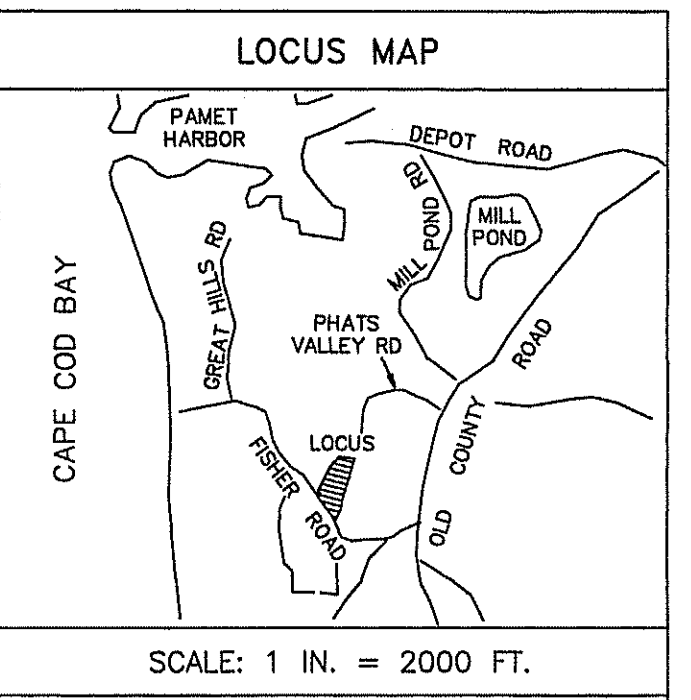 LOCUS MAP
PAMET
HARBOR
DEPOT ROAD
MILL POND RD
MILL
POND
GREAT HILLS RD
CAPE COD BAY
PHATS
VALLEY RD
LOCUS
FISHER ROAD
OLD COUNTY ROAD
SCALE: 1 IN. = 2000 FT.